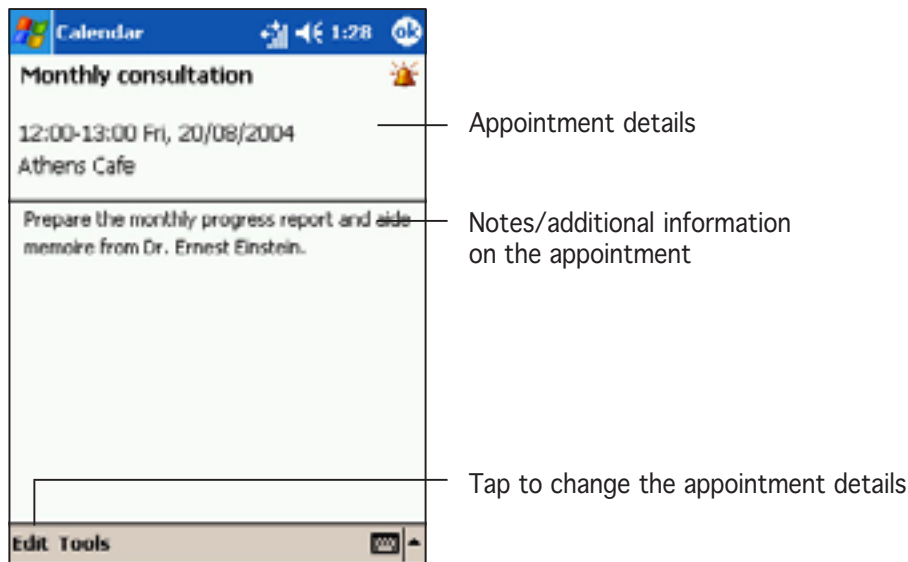 Calendar 1:28 ok
Monthly consultation
12:00-13:00 Fri, 20/08/2004
Appointment details
Athens Cafe
Prepare the monthly progress report and aide
memoire from Dr. Ernest Einstein.
Notes/additional information
on the appointment
Tap to change the appointment details
Edit Tools